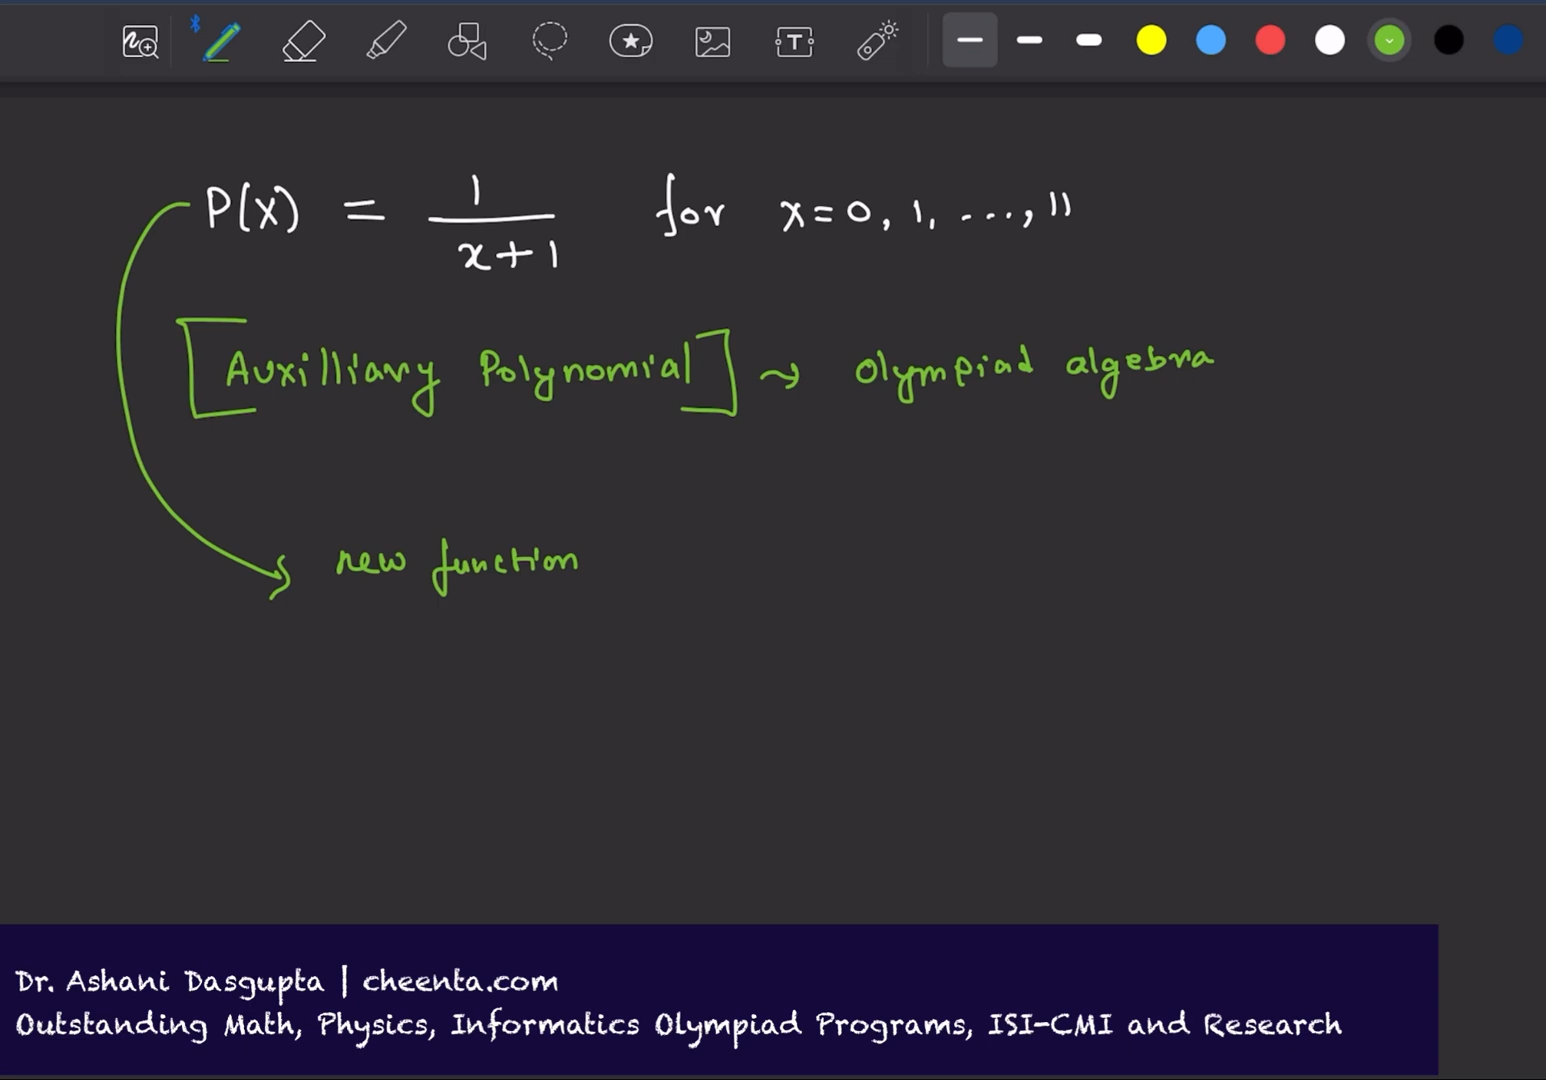 P(x) = 1/(x+1) for x=0, 1, ..., 11
[Auxilliary Polynomial] ~> Olympiad algebra
new function
Dr. Ashani Dasgupta | cheenta.com
Outstanding Math, Physics, Informatics Olympiad Programs, ISI-CMI and Research